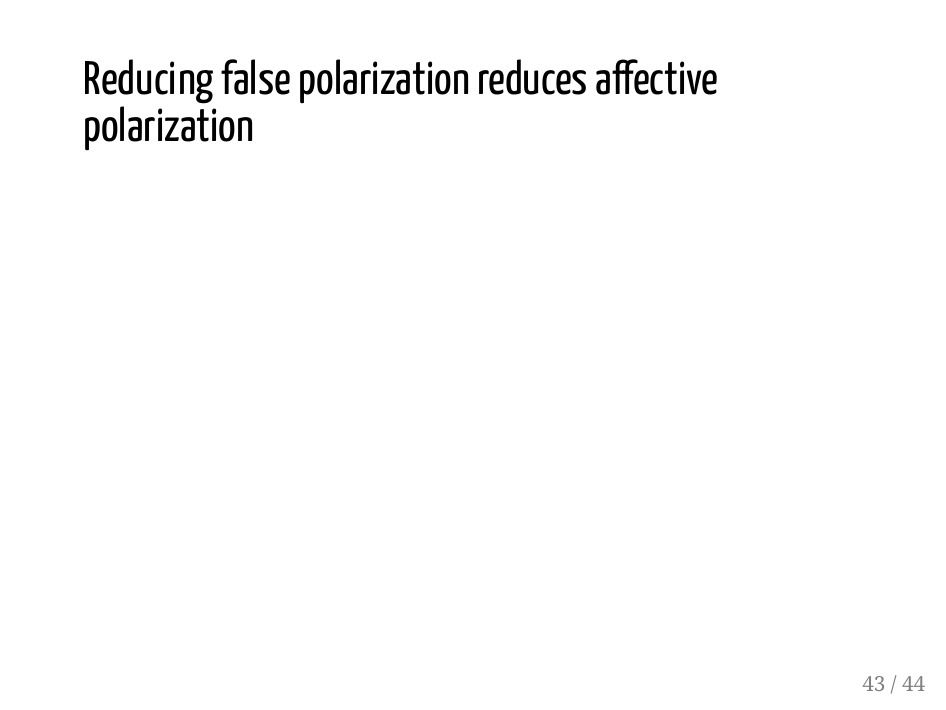 Reducing false polarization reduces affective
polarization
43 / 44